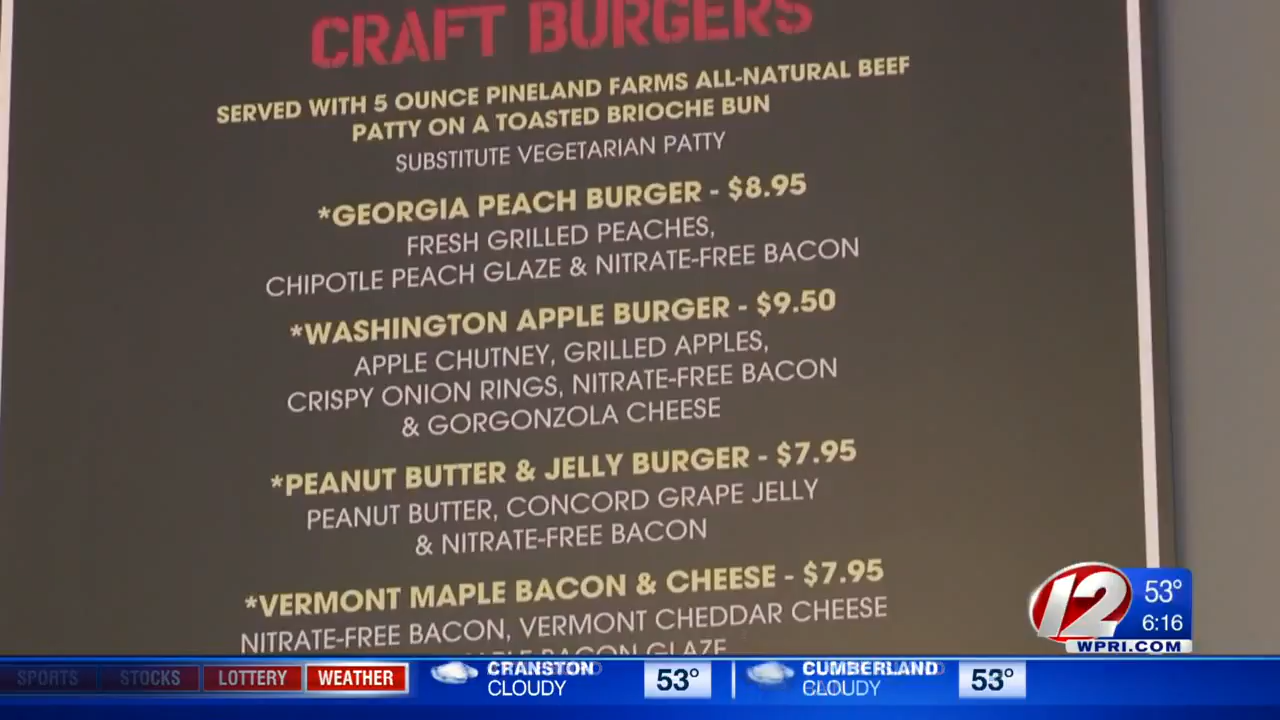 CRAFT BURGERS
SERVED WITH 5 OUNCE PINELAND FARMS ALL-NATURAL BEEF
PATTY ON A TOASTED BRIOCHE BUN
SUBSTITUTE VEGETARIAN PATTY
*GEORGIA PEACH BURGER - $8.95
FRESH GRILLED PEACHES,
CHIPOTLE PEACH GLAZE & NITRATE-FREE BACON
*WASHINGTON APPLE BURGER - $9.50
APPLE CHUTNEY, GRILLED APPLES,
CRISPY ONION RINGS, NITRATE-FREE BACON
& GORGONZOLA CHEESE
*PEANUT BUTTER & JELLY BURGER - $7.95
PEANUT BUTTER, CONCORD GRAPE JELLY
& NITRATE-FREE BACON
*VERMONT MAPLE BACON & CHEESE - $7.95
NITRATE-FREE BACON, VERMONT CHEDDAR CHEESE
BACON GLAZE
12
53°
6:16
WPRI.COM
SPORTS STOCKS LOTTERY WEATHER
CRANSTON
CLOUDY
53°
CUMBERLAND
CLOUDY
53°